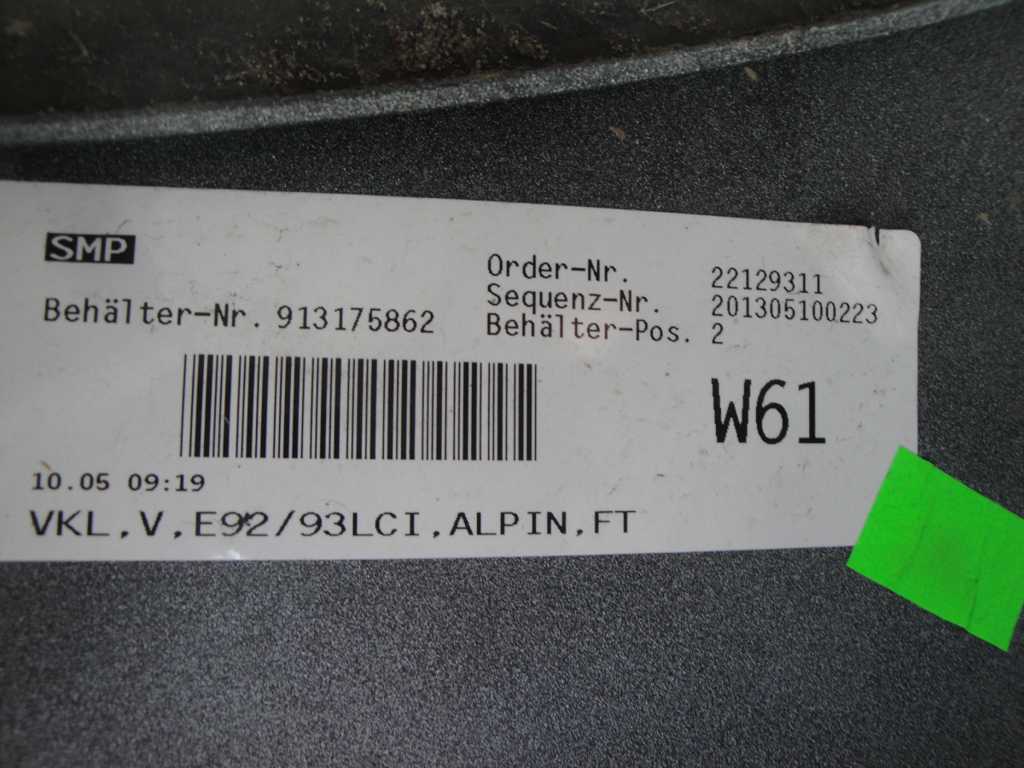 SMP
Behälter-Nr. 913175862
Order-Nr. 22129311
Sequenz-Nr. 201305100223
Behälter-Pos. 2
W61
10.05 09:19
VKL,V,E92/93LCI,ALPIN,FT